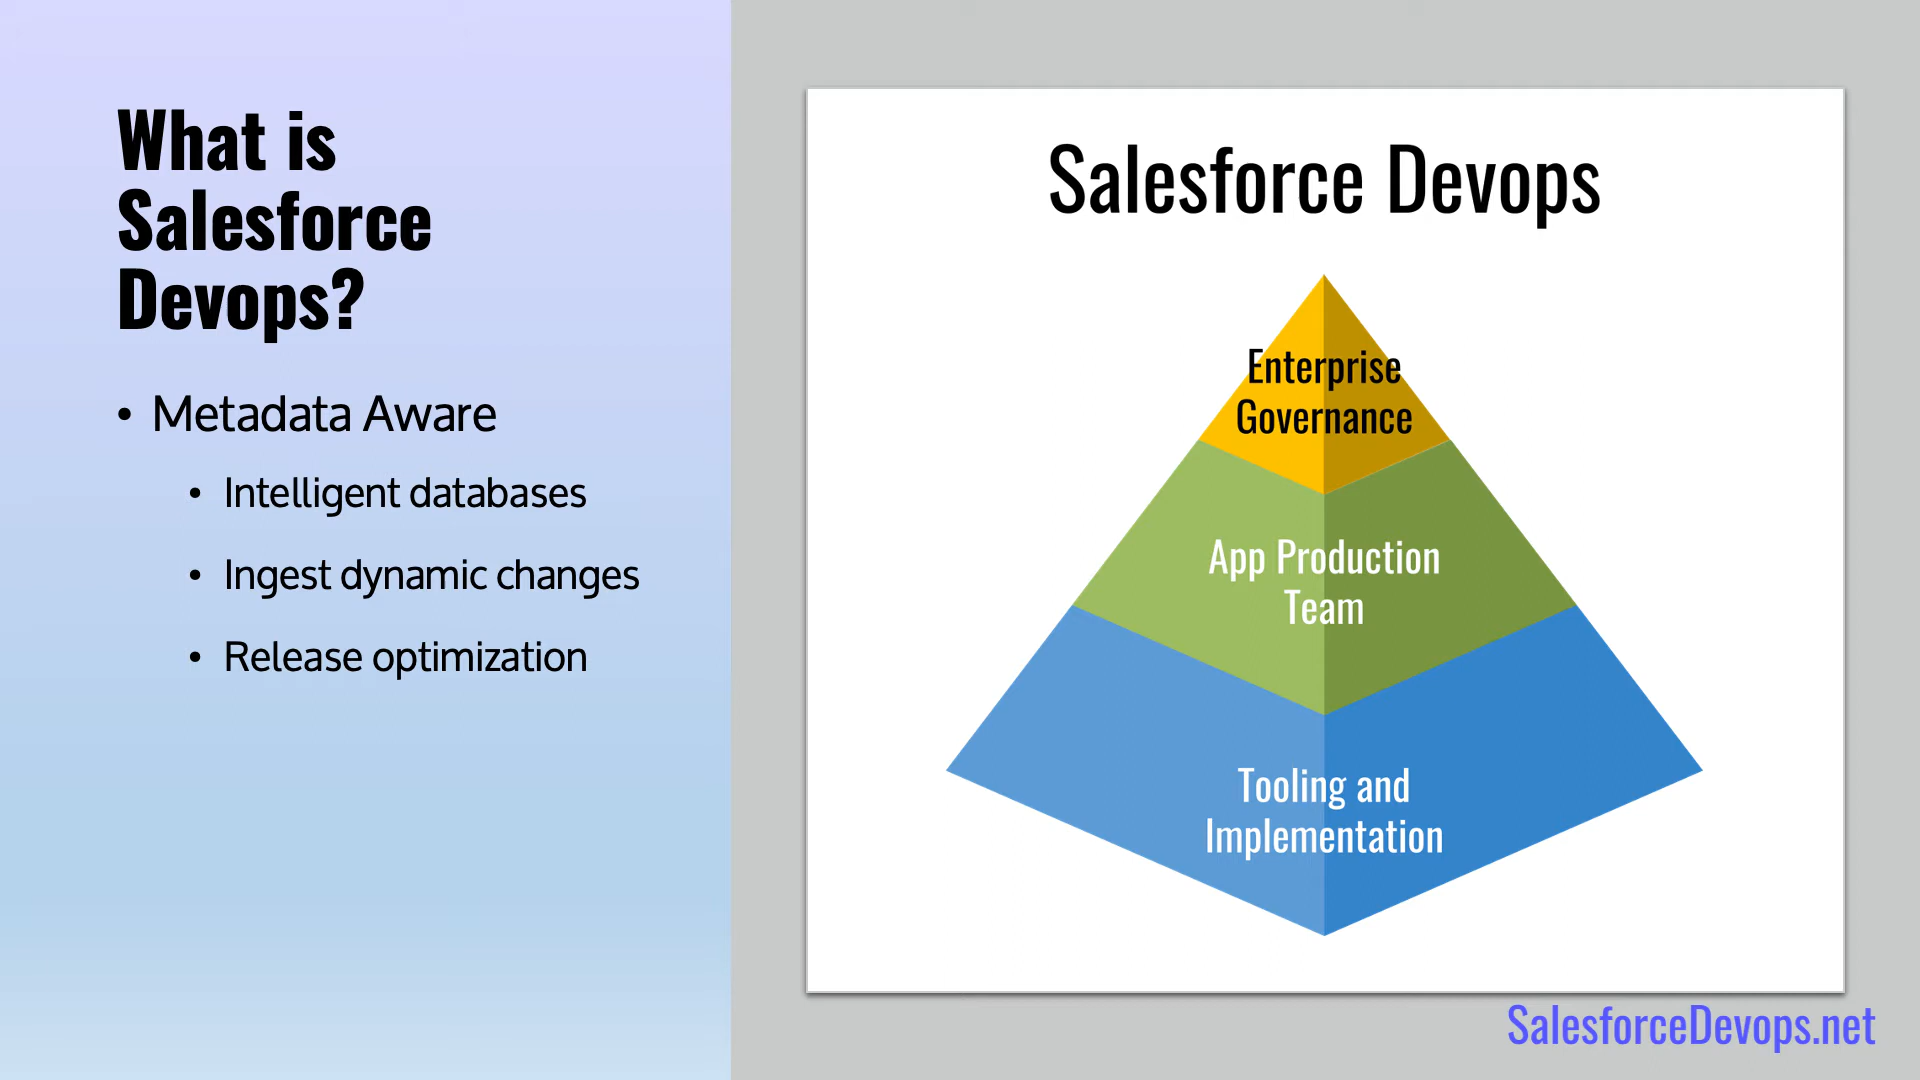 What is
Salesforce
Devops?
• Metadata Aware
• Intelligent databases
• Ingest dynamic changes
• Release optimization
Salesforce Devops
Enterprise
Governance
App Production
Team
Tooling and
Implementation
SalesforceDevops.net